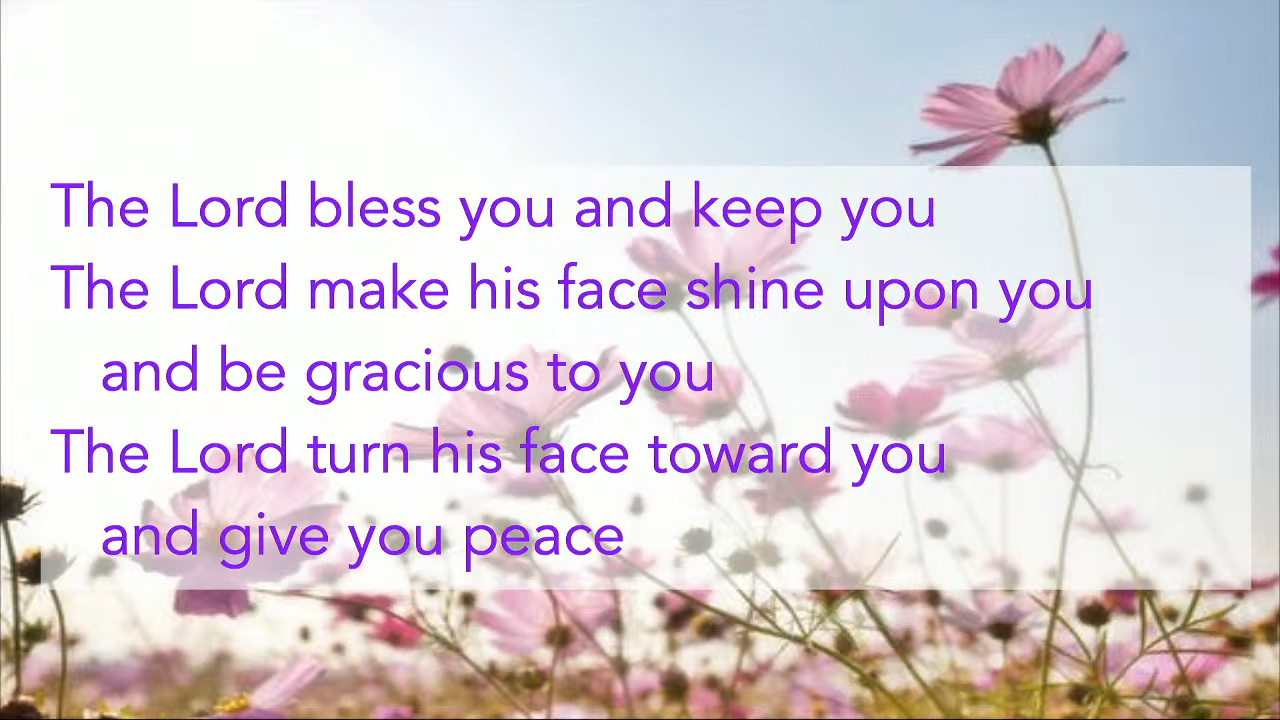 The Lord bless you and keep you
The Lord make his face shine upon you
and be gracious to you
The Lord turn his face toward you
and give you peace